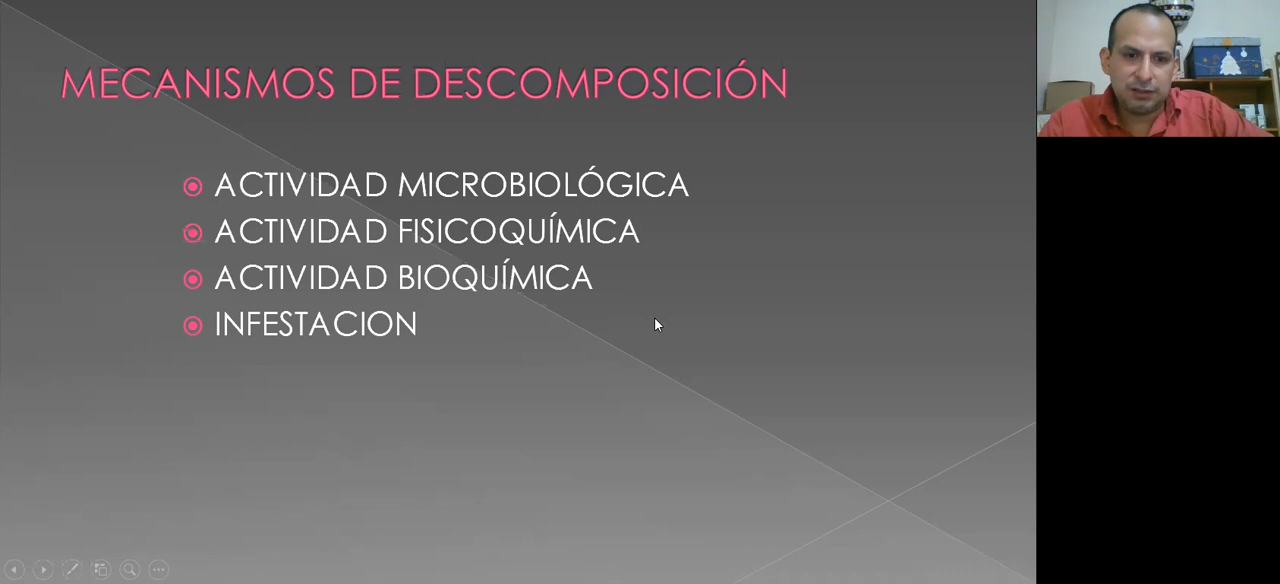 MECANISMOS DE DESCOMPOSICIÓN
ACTIVIDAD MICROBIOLÓGICA
ACTIVIDAD FISICOQUÍMICA
ACTIVIDAD BIOQUÍMICA
INFESTACION